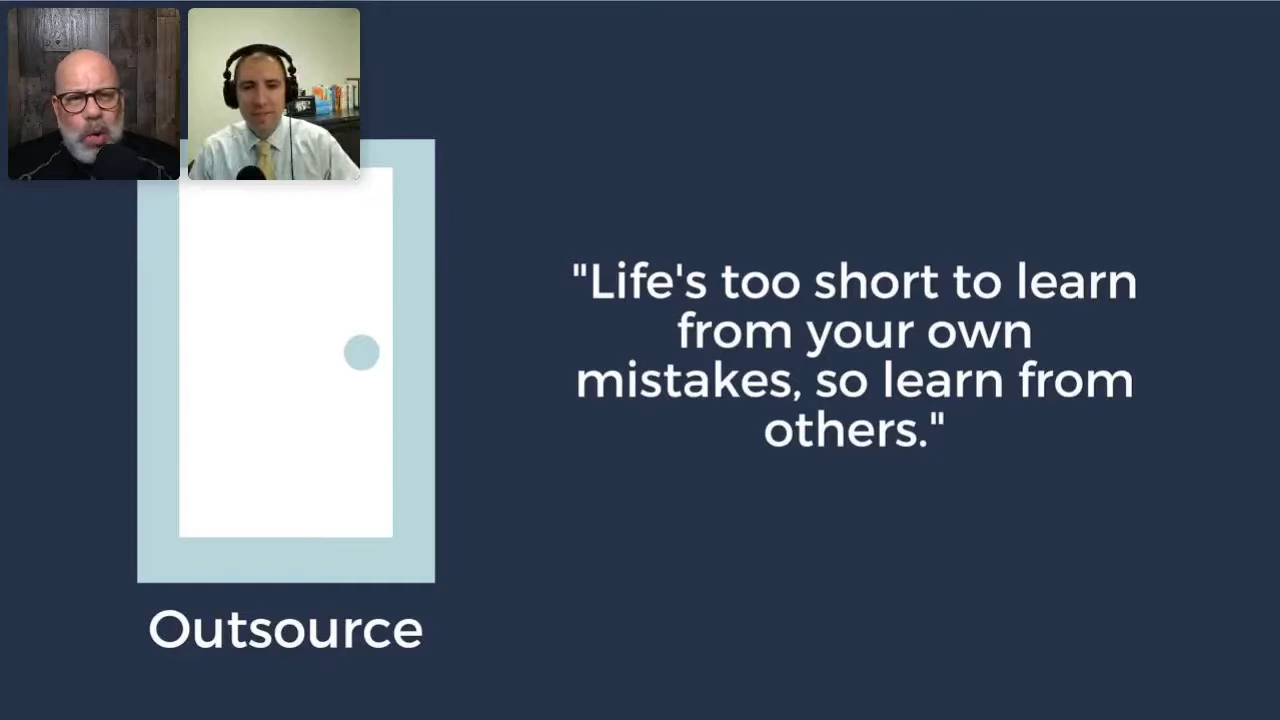 "Life's too short to learn
from your own
mistakes, so learn from
others."
Outsource